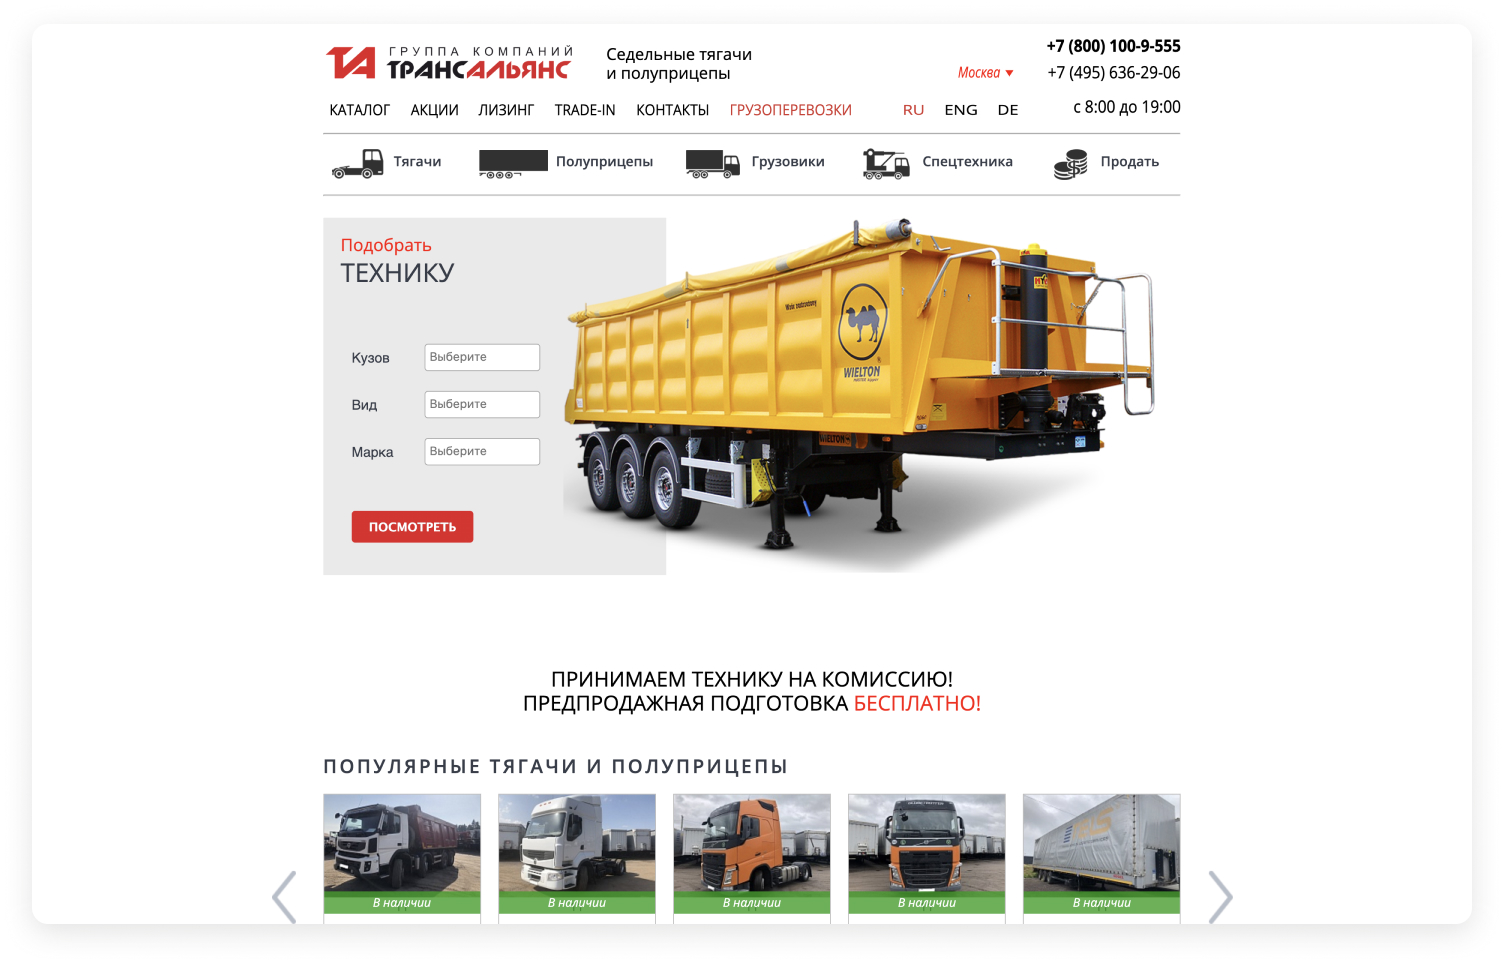 ГРУППА КОМПАНИЙ
ТРАНСАЛЬЯНС
Седельные тягачи
и полуприцепы
+7 (800) 100-9-555
Москва
+7 (495) 636-29-06
КАТАЛОГ АКЦИИ ЛИЗИНГ TRADE-IN КОНТАКТЫ ГРУЗОПЕРЕВОЗКИ RU ENG DE
с 8:00 до 19:00
Тягачи Полуприцепы Грузовики Спецтехника Продать
Подобрать
ТЕХНИКУ
Кузов Выберите
Вид Выберите
Марка Выберите
ПОСМОТРЕТЬ
WIELTON
WIELTON
ПРИНИМАЕМ ТЕХНИКУ НА КОМИССИЮ!
ПРЕДПРОДАЖНАЯ ПОДГОТОВКА БЕСПЛАТНО!
ПОПУЛЯРНЫЕ ТЯГАЧИ И ПОЛУПРИЦЕПЫ
В наличии В наличии В наличии В наличии В наличии